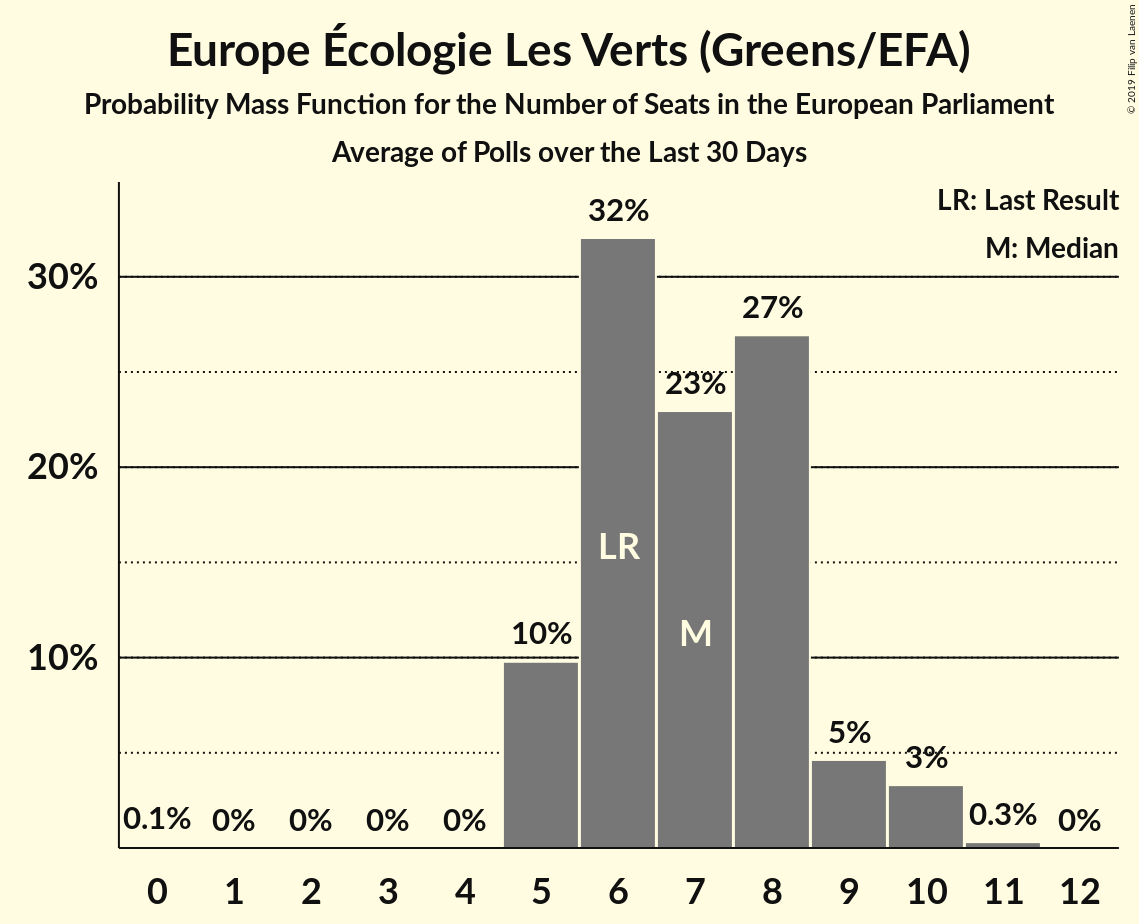 Europe Écologie Les Verts (Greens/EFA)
Probability Mass Function for the Number of Seats in the European Parliament
Average of Polls over the Last 30 Days
© 2019 Filip van Laenen
LR: Last Result
M: Median
32%
30%
27%
23%
20%
LR
M
10%
10%
5%
3%
0.1% 0% 0% 0% 0% 0.3% 0%
0 1 2 3 4 5 6 7 8 9 10 11 12